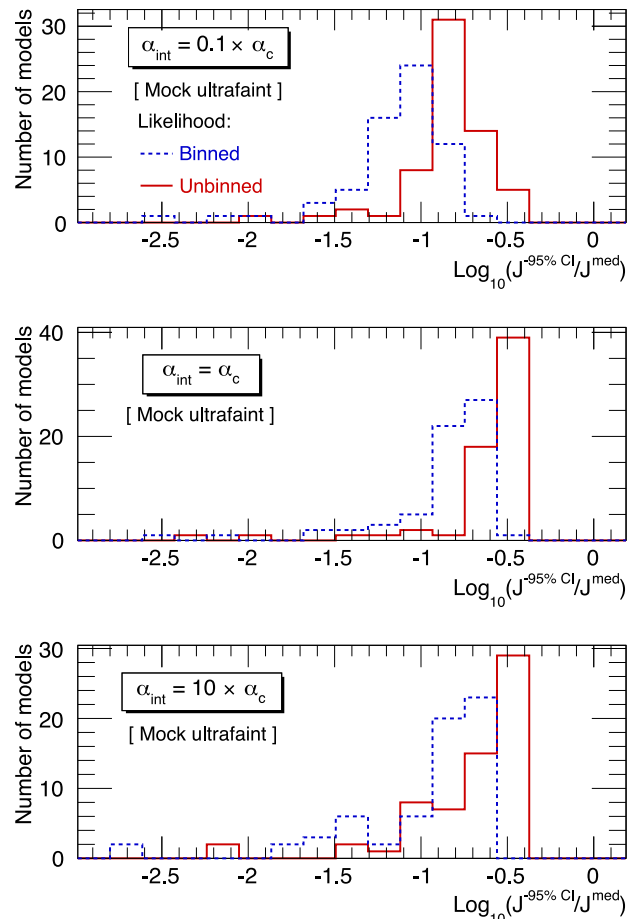 Number of models
30
20
10
0
α_int = 0.1 × α_c
[ Mock ultrafaint ]
Likelihood:
Binned
Unbinned
-2.5 -2 -1.5 -1 -0.5 0
Log_10(J^-95% CI/J^med)
Number of models
40
20
0
α_int = α_c
[ Mock ultrafaint ]
-2.5 -2 -1.5 -1 -0.5 0
Log_10(J^-95% CI/J^med)
Number of models
30
20
10
0
α_int = 10 × α_c
[ Mock ultrafaint ]
-2.5 -2 -1.5 -1 -0.5 0
Log_10(J^-95% CI/J^med)